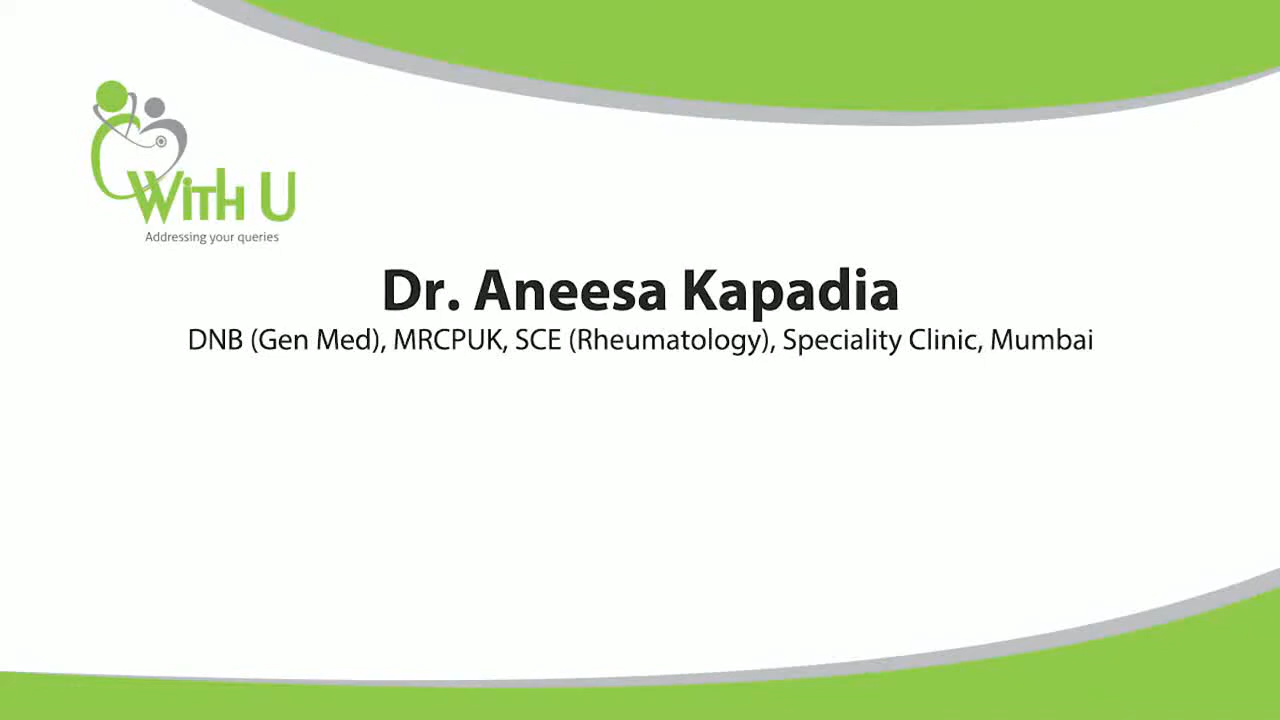 With U
Addressing your queries
Dr. Aneesa Kapadia
DNB (Gen Med), MRCPUK, SCE (Rheumatology), Speciality Clinic, Mumbai